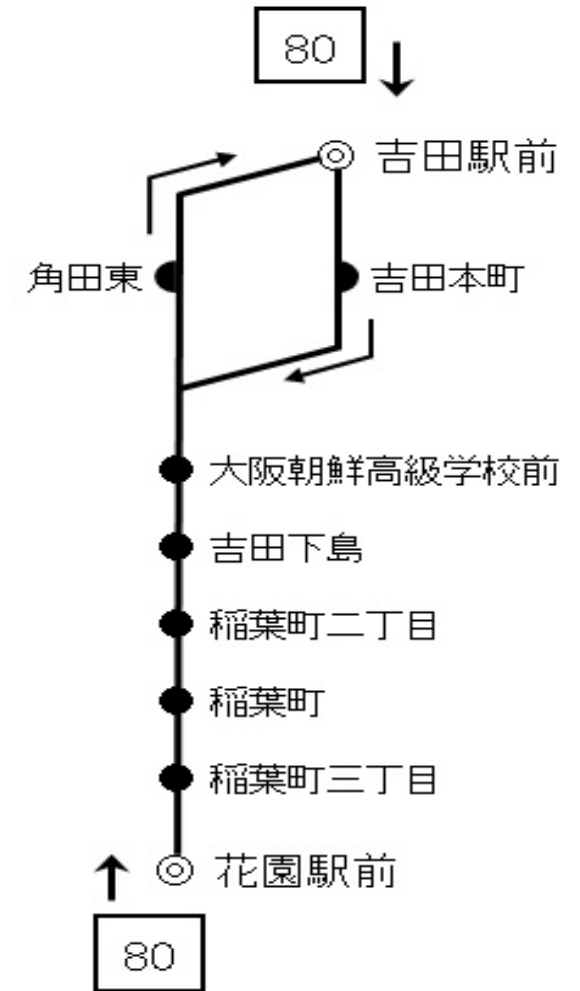 80
吉田駅前
角田東
吉田本町
大阪朝鮮高級学校前
吉田下島
稲葉町二丁目
稲葉町
稲葉町三丁目
花園駅前
80